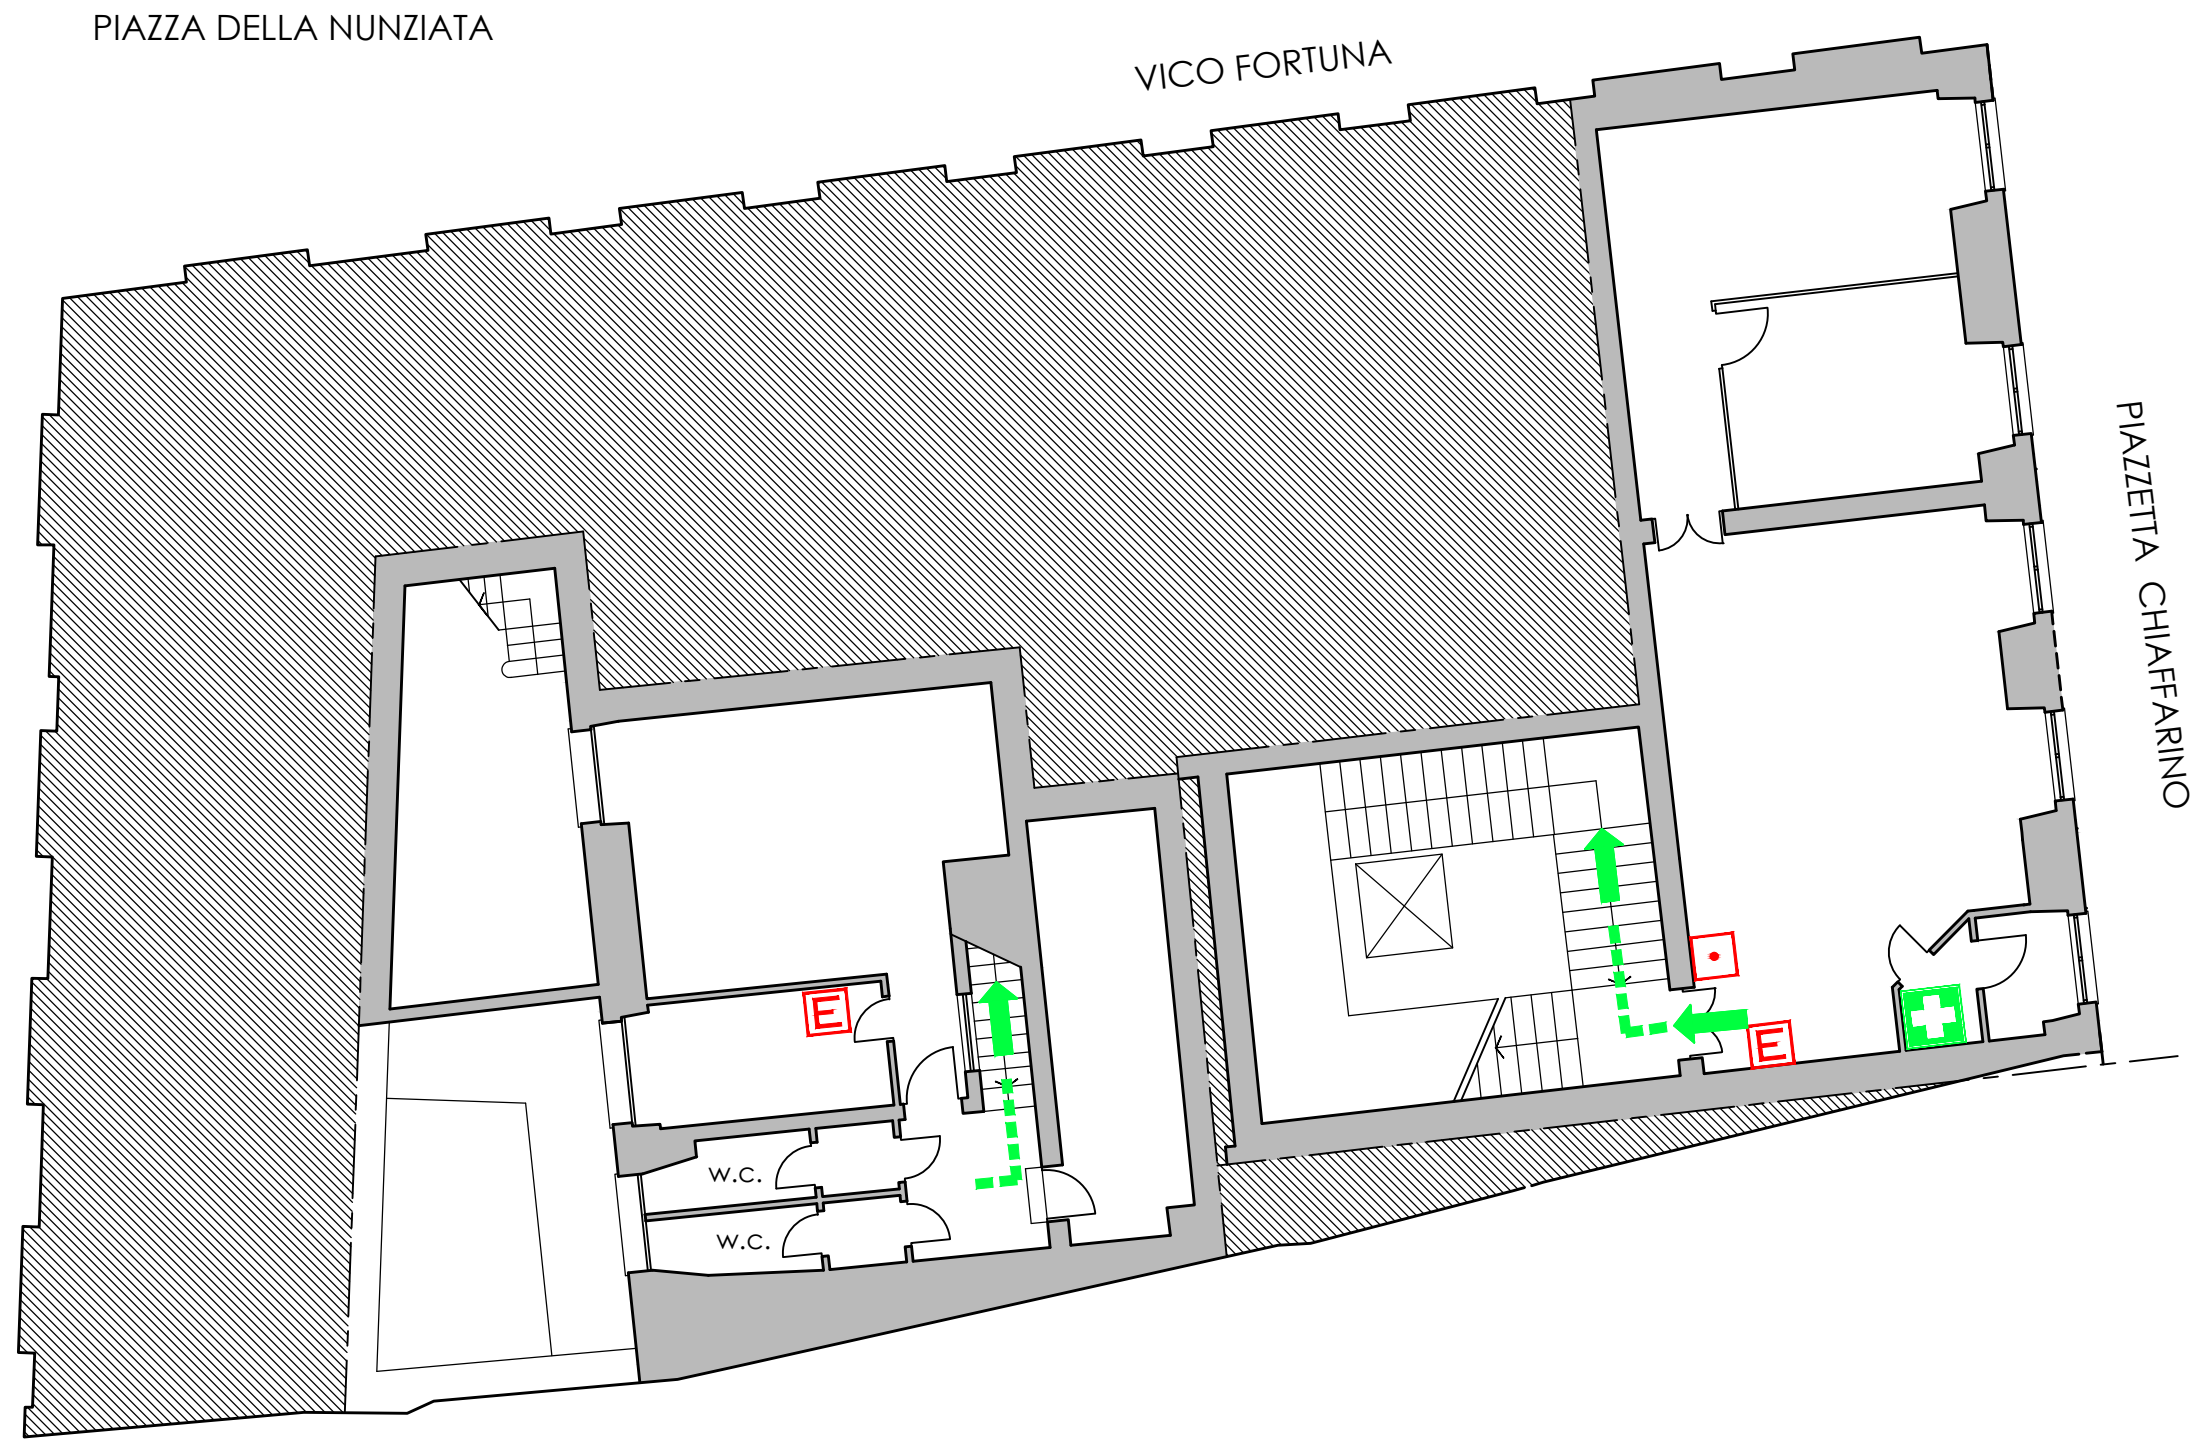 PIAZZA DELLA NUNZIATA
VICO FORTUNA
PIAZZETTA CHIAFFARINO
E
E
W.C.
W.C.